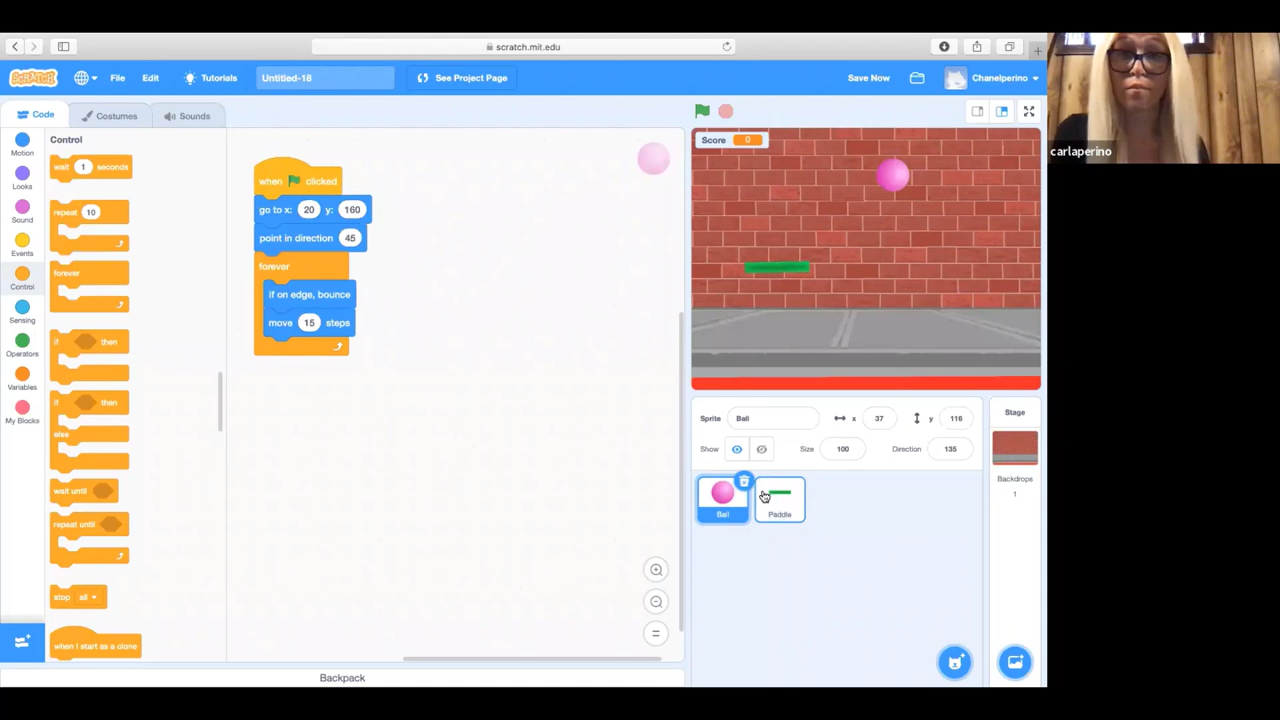 scratch.mit.edu
SCRATCH
File
Edit
Tutorials
Untitled-18
See Project Page
Save Now
Chanelperino
carlaperino
Code
Costumes
Sounds
Motion
Looks
Sound
Events
Control
Sensing
Operators
Variables
My Blocks
Control
wait 1 seconds
repeat 10
forever
if then
if then
else
wait until
repeat until
stop all
when I start as a clone
when clicked
go to x: 20 y: 160
point in direction 45
forever
if on edge, bounce
move 15 steps
Score 0
Sprite Ball x 37 y 116
Show Size 100 Direction 135
Ball
Paddle
Stage
Backdrops
1
Backpack